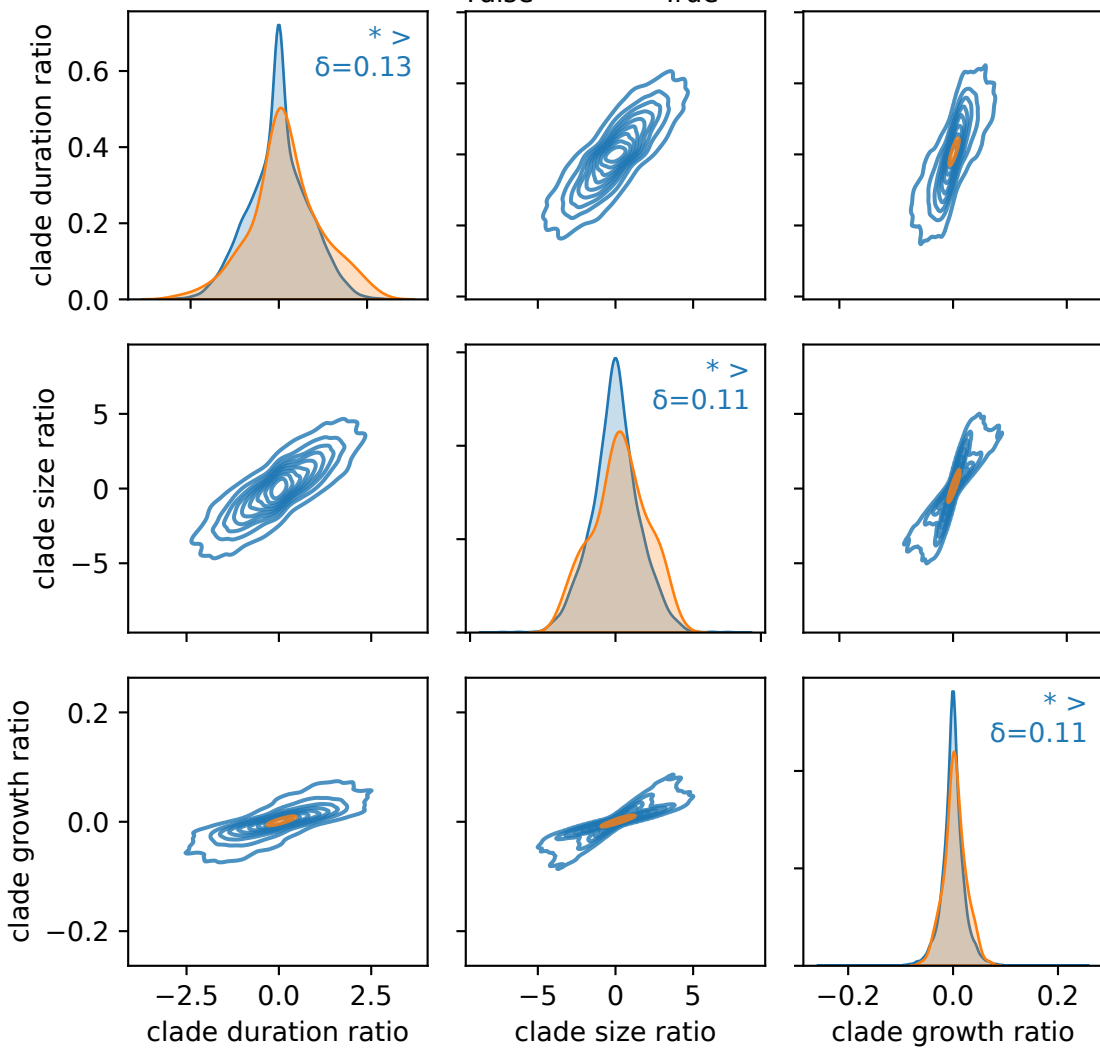 clade duration ratio
0.6
0.4
0.2
0.0
* >
δ=0.13
clade size ratio
5
0
−5
* >
δ=0.11
clade growth ratio
0.2
0.0
−0.2
* >
δ=0.11
−2.5 0.0 2.5
−5 0 5
−0.2 0.0 0.2
clade duration ratio
clade size ratio
clade growth ratio